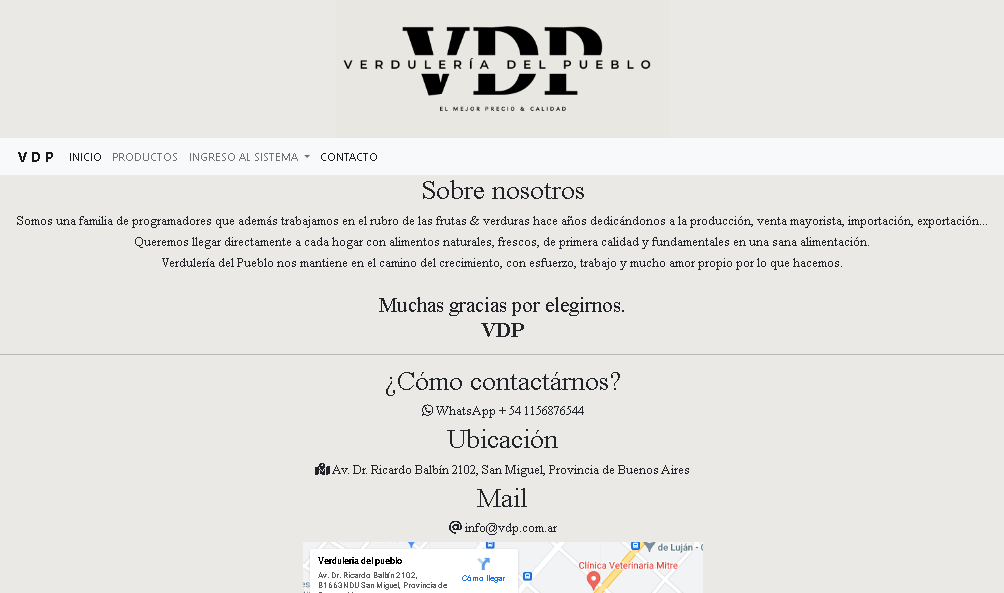 VDP
VERDULERÍA DEL PUEBLO
EL MEJOR PRECIO & CALIDAD
V D P INICIO PRODUCTOS INGRESO AL SISTEMA CONTACTO
Sobre nosotros
Somos una familia de programadores que además trabajamos en el rubro de las frutas & verduras hace años dedicándonos a la producción, venta mayorista, importación, exportación...
Queremos llegar directamente a cada hogar con alimentos naturales, frescos, de primera calidad y fundamentales en una sana alimentación.
Verdulería del Pueblo nos mantiene en el camino del crecimiento, con esfuerzo, trabajo y mucho amor propio por lo que hacemos.
Muchas gracias por elegirnos.
VDP
¿Cómo contactárnos?
WhatsApp + 54 1156876544
Ubicación
Av. Dr. Ricardo Balbín 2102, San Miguel, Provincia de Buenos Aires
Mail
info@vdp.com.ar
de Luján -
Verduleria del pueblo
Clínica Veterinaria Mitre
Av. Dr. Ricardo Balbín 2102,
Cómo llegar
B1663NDU San Miguel, Provincia de